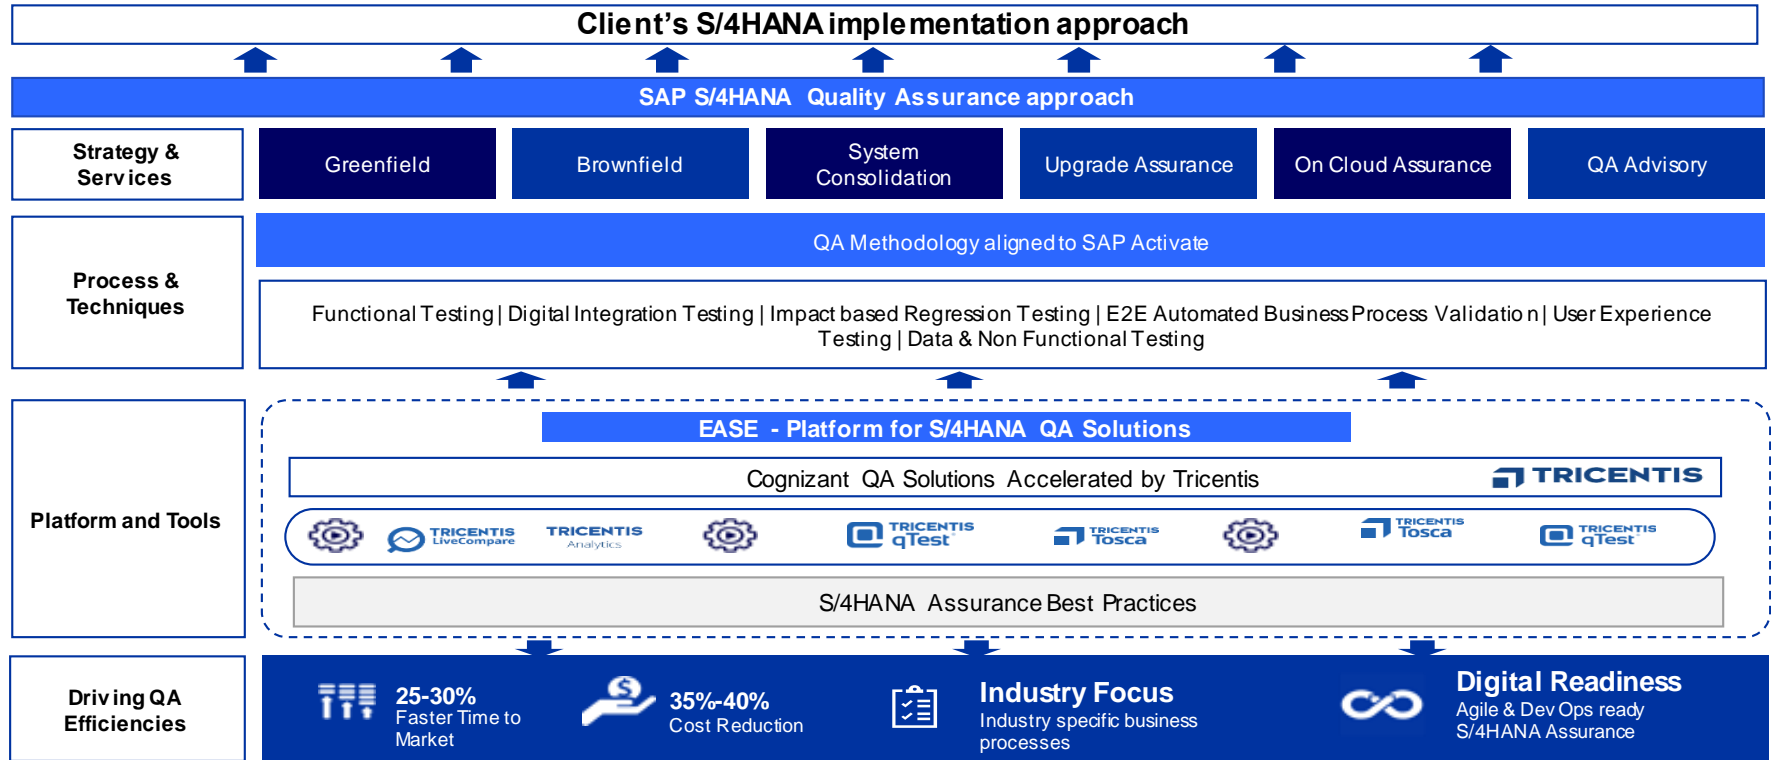 Client's S/4HANA implementation approach
SAP S/4HANA Quality Assurance approach
Strategy &
Services
Greenfield
Brownfield
System
Consolidation
Upgrade Assurance
On Cloud Assurance
QA Advisory
Process &
Techniques
QA Methodology aligned to SAP Activate
Functional Testing | Digital Integration Testing | Impact based Regression Testing | E2E Automated Business Process Validation | User Experience
Testing | Data & Non Functional Testing
Platform and Tools
EASE - Platform for S/4HANA QA Solutions
Cognizant QA Solutions Accelerated by Tricentis
TRICENTIS
TRICENTIS
LiveCompare
TRICENTIS
Analytics
TRICENTIS
qTest
TRICENTIS
Tosca
TRICENTIS
Tosca
TRICENTIS
qTest
S/4HANA Assurance Best Practices
Driving QA
Efficiencies
25-30%
Faster Time to
Market
35%-40%
Cost Reduction
Industry Focus
Industry specific business
processes
Digital Readiness
Agile & Dev Ops ready
S/4HANA Assurance